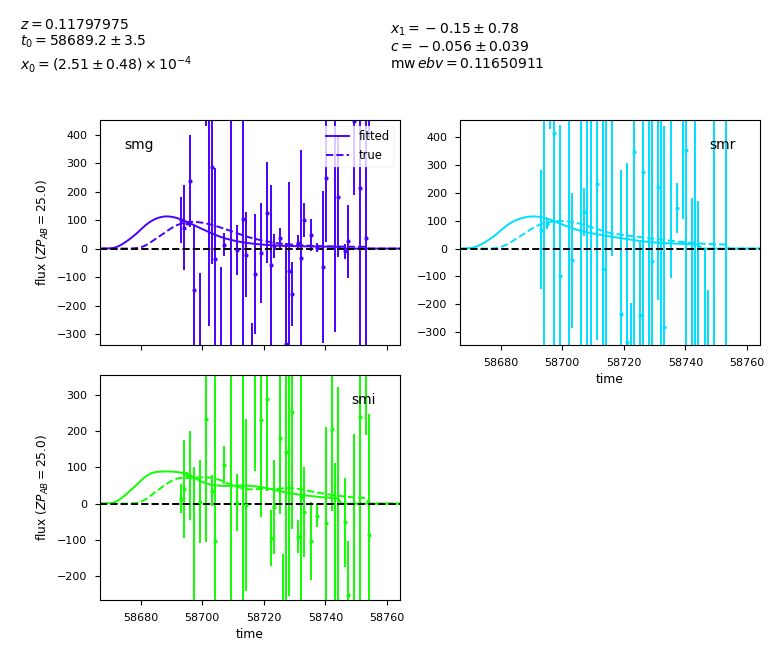 z = 0.11797975
t₀ = 58689.2 ± 3.5
x₀ = (2.51 ± 0.48) × 10⁻⁴
x₁ = −0.15 ± 0.78
c = −0.056 ± 0.039
mw ebv = 0.11650911
smg
fitted
true
400
300
200
100
0
−100
−200
−300
flux (ZP_AB = 25.0)
smr
400
300
200
100
0
−100
−200
−300
58680 58700 58720 58740 58760
time
smi
300
200
100
0
−100
−200
flux (ZP_AB = 25.0)
58680 58700 58720 58740 58760
time